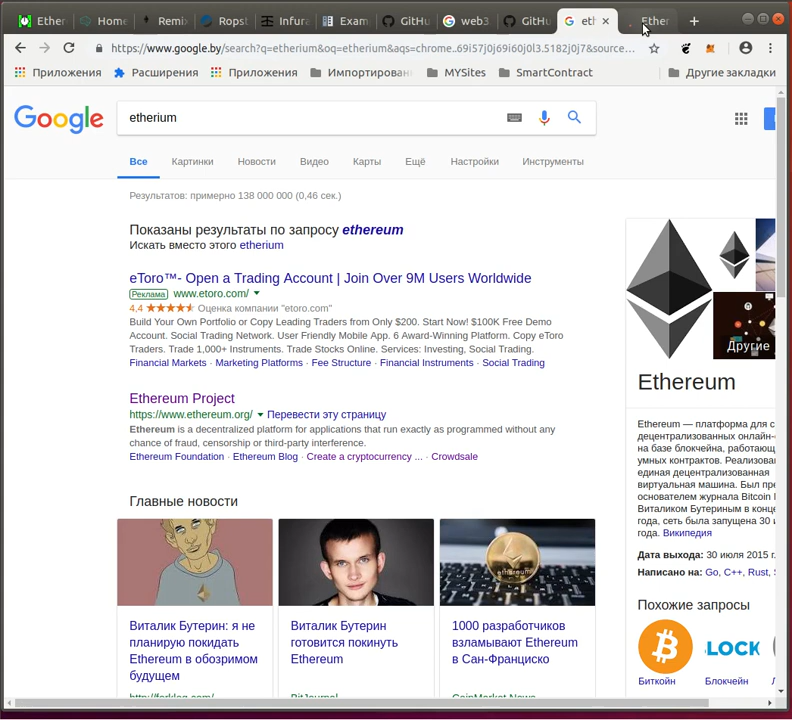 Ether
Home
Remix
Ropst
Infura
Exam
GitHu
web3
GitHu
eth
Ether
https://www.google.by/search?q=etherium&oq=etherium&aqs=chrome..69i57j0j69i60j0l3.5182j0j7&source...
Приложения
Расширения
Приложения
Импортирован
MYSites
SmartContract
Другие закладки
Google
etherium
Все
Картинки
Новости
Видео
Карты
Ещё
Настройки
Инструменты
Результатов: примерно 138 000 000 (0,46 сек.)
Показаны результаты по запросу ethereum
Искать вместо этого etherium
eToro™- Open a Trading Account | Join Over 9M Users Worldwide
Реклама www.etoro.com/
4,4 Оценка компании "etoro.com"
Build Your Own Portfolio or Copy Leading Traders from Only $200. Start Now! $100K Free Demo
Account. Social Trading Network. User Friendly Mobile App. 6 Award-Winning Platform. Copy eToro
Traders. Trade 1,000+ Instruments. Trade Stocks Online. Services: Investing, Social Trading.
Financial Markets · Marketing Platforms · Fee Structure · Financial Instruments · Social Trading
Ethereum Project
https://www.ethereum.org/ Перевести эту страницу
Ethereum is a decentralized platform for applications that run exactly as programmed without any
chance of fraud, censorship or third-party interference.
Ethereum Foundation · Ethereum Blog · Create a cryptocurrency ... · Crowdsale
Главные новости
Виталик Бутерин: я не
планирую покидать
Ethereum в обозримом
будущем
http://forklog.com/
Виталик Бутерин
готовится покинуть
Ethereum
BitJournal
ethereum
1000 разработчиков
взламывают Ethereum
в Сан-Франциско
CoinMarket News
Другие
Ethereum
Ethereum — платформа для с
децентрализованных онлайн-
на базе блокчейна, работающ
умных контрактов. Реализова
единая децентрализованная
виртуальная машина. Был пре
основателем журнала Bitcoin
Виталиком Бутериным в конце
года, сеть была запущена 30 и
года. Википедия
Дата выхода: 30 июля 2015 г.
Написано на: Go, C++, Rust,
Похожие запросы
LOCK
Биткойн
Блокчейн